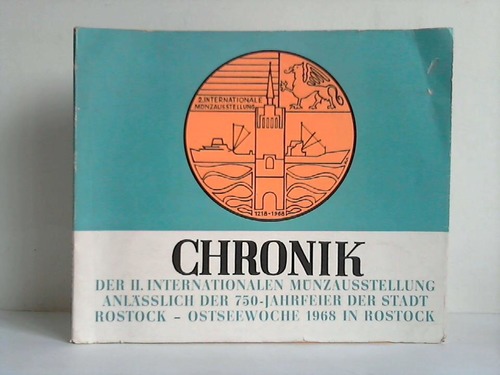 2. INTERNATIONALE
MÜNZAUSSTELLUNG
1218-1968
CHRONIK
DER II. INTERNATIONALEN MÜNZAUSSTELLUNG
ANLÄSSLICH DER 750-JAHRFEIER DER STADT
ROSTOCK – OSTSEEWOCHE 1968 IN ROSTOCK